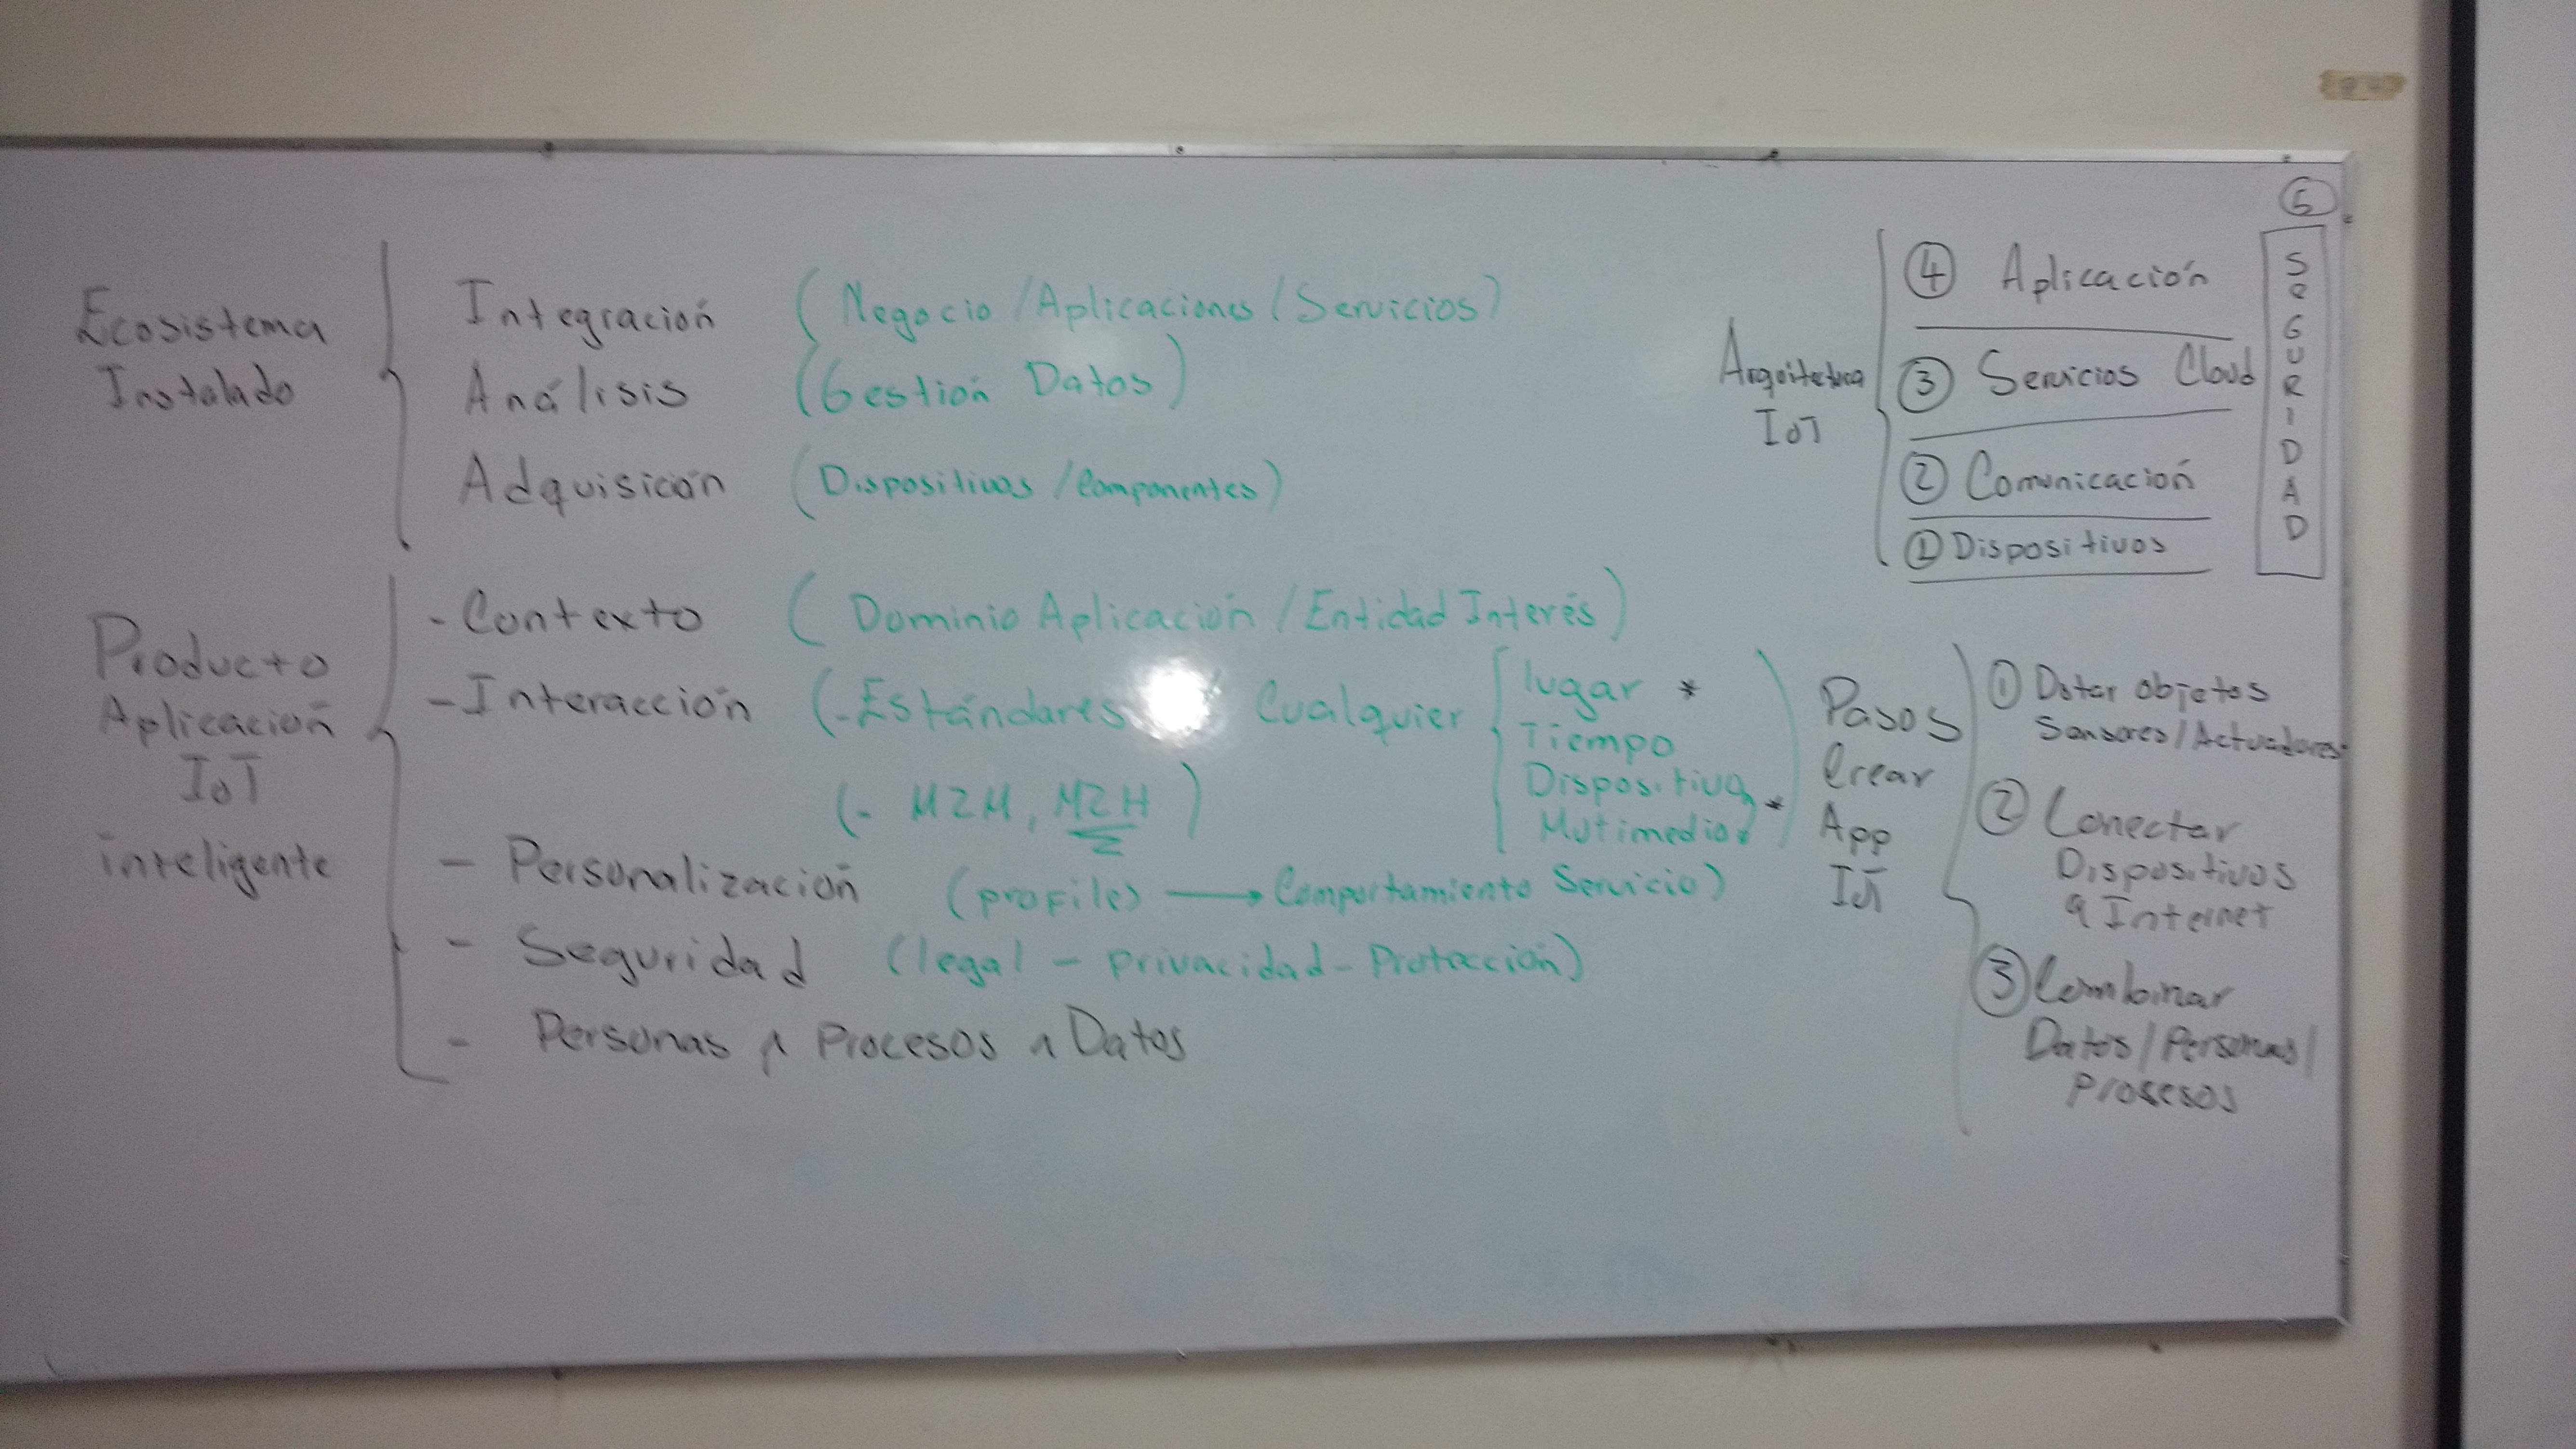 Ecosistema
Instalado
Integración (Negocio/Aplicaciones/Servicios)
Análisis (Gestión Datos)
Adquisición (Dispositivos/Componentes)
Producto
Aplicación
IoT
inteligente
- Contexto (Dominio Aplicación/Entidad Interés)
- Interacción (-Estándares Cualquier
lugar *
Tiempo
Dispositivo *
Mutimedio
(- M2M, M2H)
- Personalización (profile) → Comportamiento Servicio)
- Seguridad (legal - privacidad - Protección)
- Personas ∧ Procesos ∧ Datos
Arquitectura
IoT
④ Aplicación
③ Servicios Cloud
② Comunicación
① Dispositivos
⑤
SeGURIDAD
Pasos
Crear
App
IoT
① Dotar objetos
Sensores/Actuadores
② Conectar
Dispositivos
a Internet
③ Combinar
Datos/Personas/
Procesos